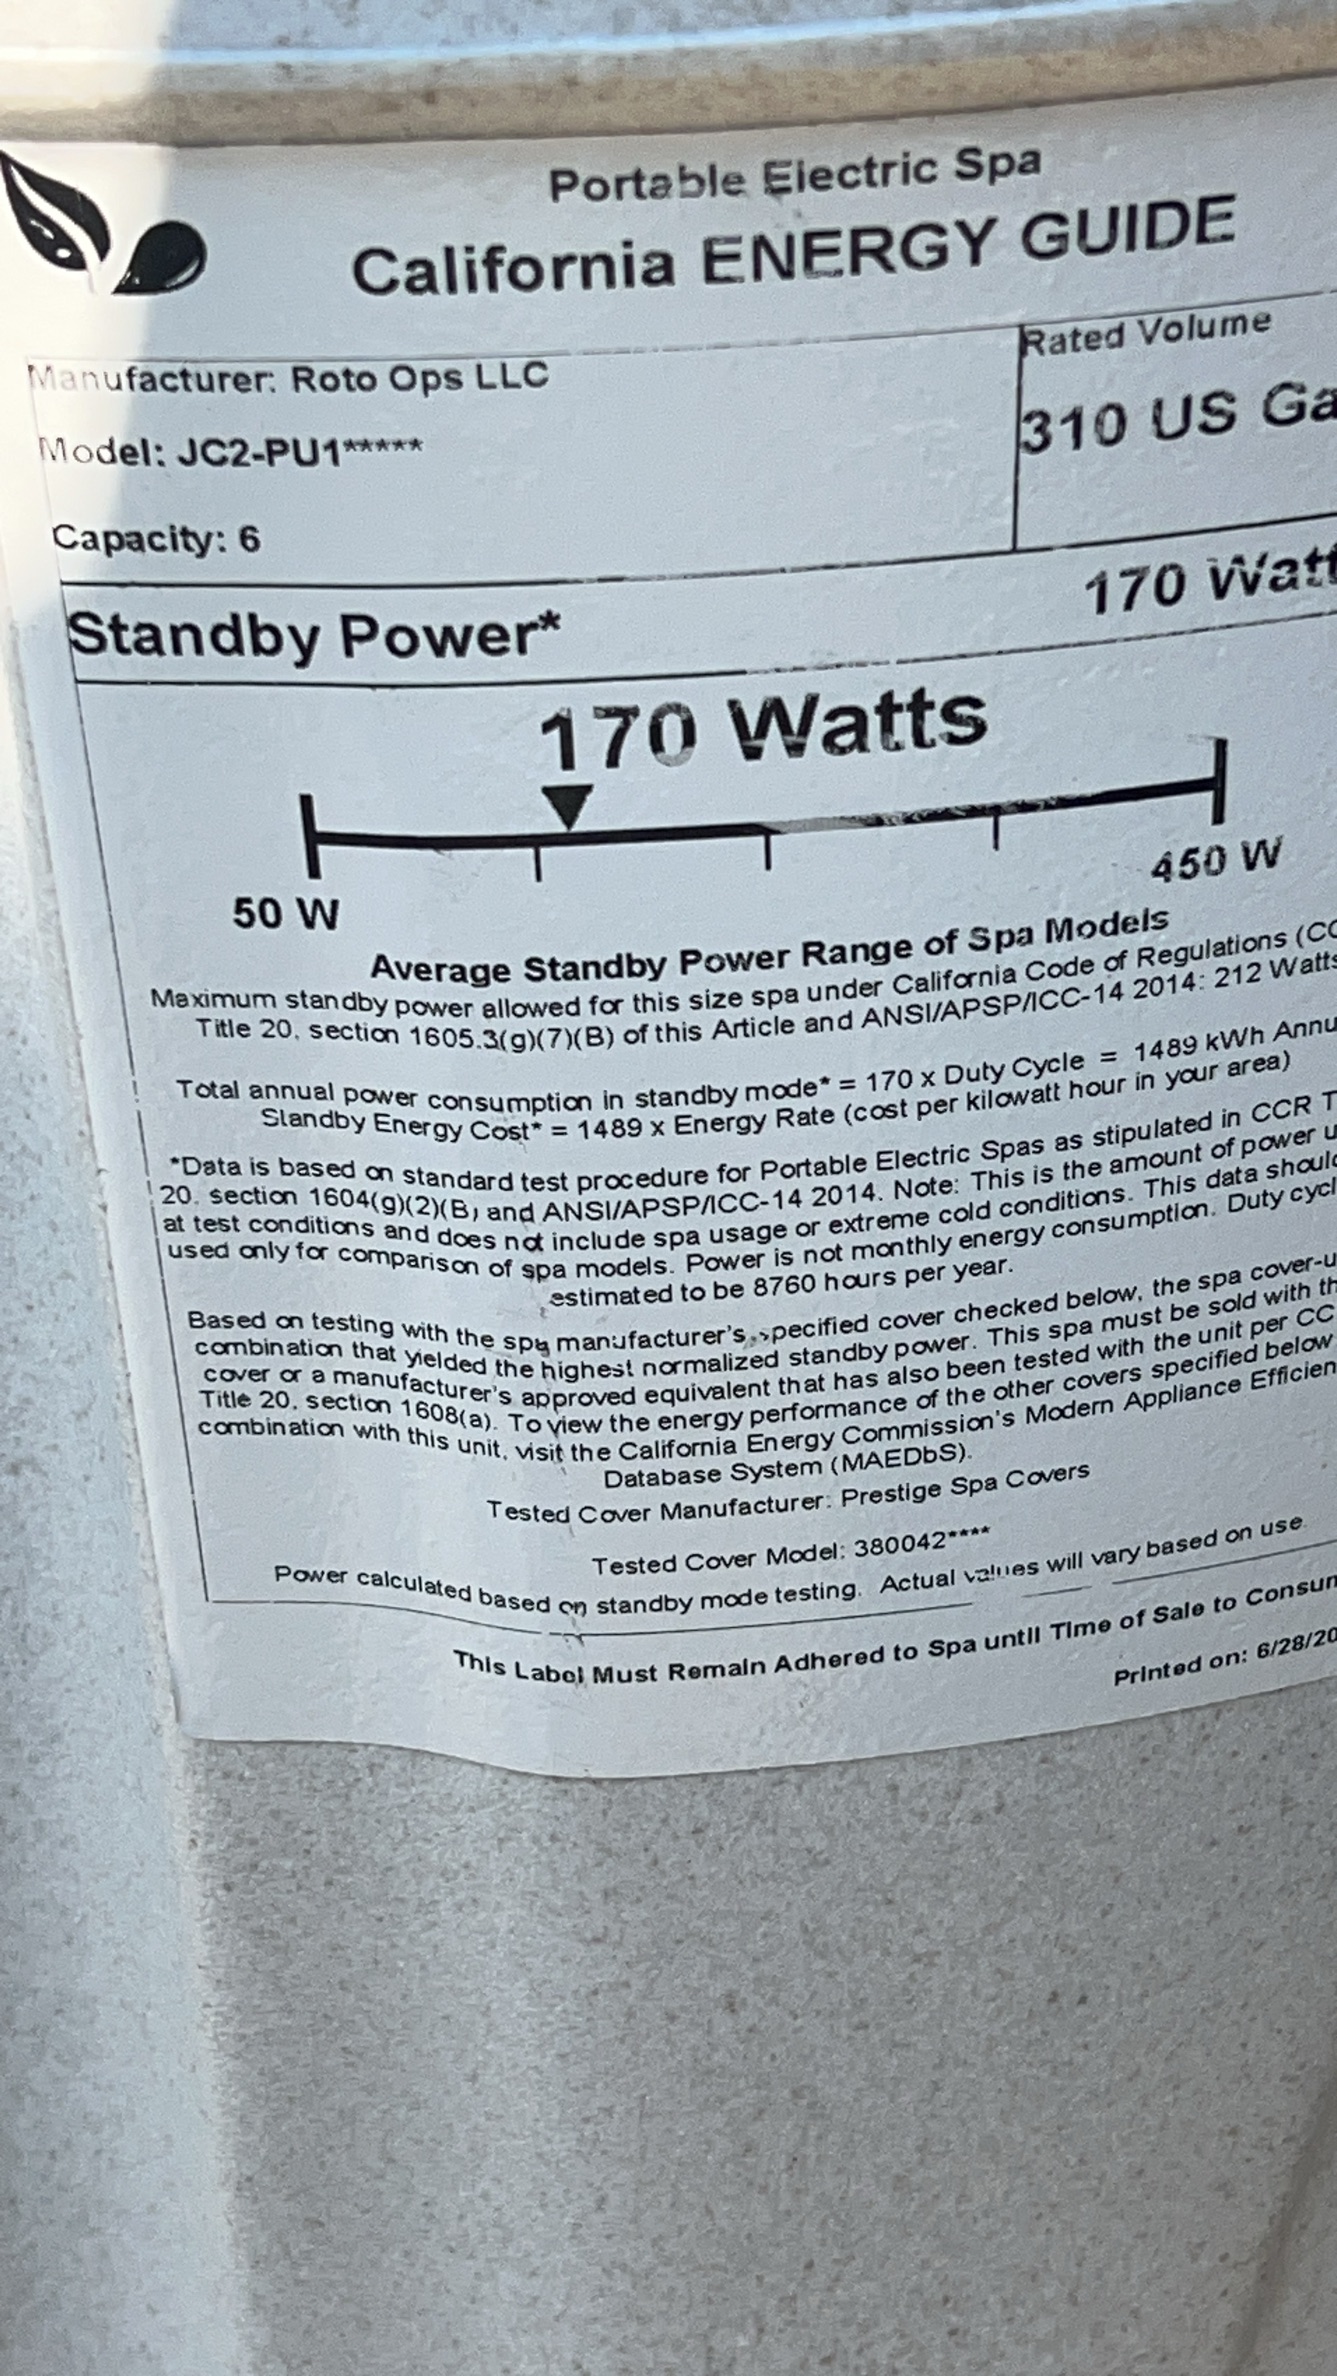 Portable Electric Spa
California ENERGY GUIDE
Manufacturer: Roto Ops LLC
Rated Volume
Model: JC2-PU1*****
310 US Ga
Capacity: 6
Standby Power*
170 Watt
170 Watts
50 W
450 W
Average Standby Power Range of Spa Models
Maximum standby power allowed for this size spa under California Code of Regulations (CC
Title 20, section 1605.3(g)(7)(B) of this Article and ANSI/APSP/ICC-14 2014: 212 Watts
Total annual power consumption in standby mode* = 170 x Duty Cycle = 1489 kWh Annu
Standby Energy Cost* = 1489 x Energy Rate (cost per kilowatt hour in your area)
*Data is based on standard test procedure for Portable Electric Spas as stipulated in CCR T
20, section 1604(g)(2)(B) and ANSI/APSP/ICC-14 2014. Note: This is the amount of power u
at test conditions and does not include spa usage or extreme cold conditions. This data should
used only for comparison of spa models. Power is not monthly energy consumption. Duty cycl
estimated to be 8760 hours per year.
Based on testing with the spa manufacturer's specified cover checked below, the spa cover-u
combination that yielded the highest normalized standby power. This spa must be sold with th
cover or a manufacturer's approved equivalent that has also been tested with the unit per CC
Title 20, section 1608(a). To view the energy performance of the other covers specified below
combination with this unit, visit the California Energy Commission's Modern Appliance Efficien
Database System (MAEDbS).
Tested Cover Manufacturer: Prestige Spa Covers
Tested Cover Model: 380042****
Power calculated based on standby mode testing. Actual values will vary based on use.
This Label Must Remain Adhered to Spa until Time of Sale to Consum
Printed on: 6/28/20